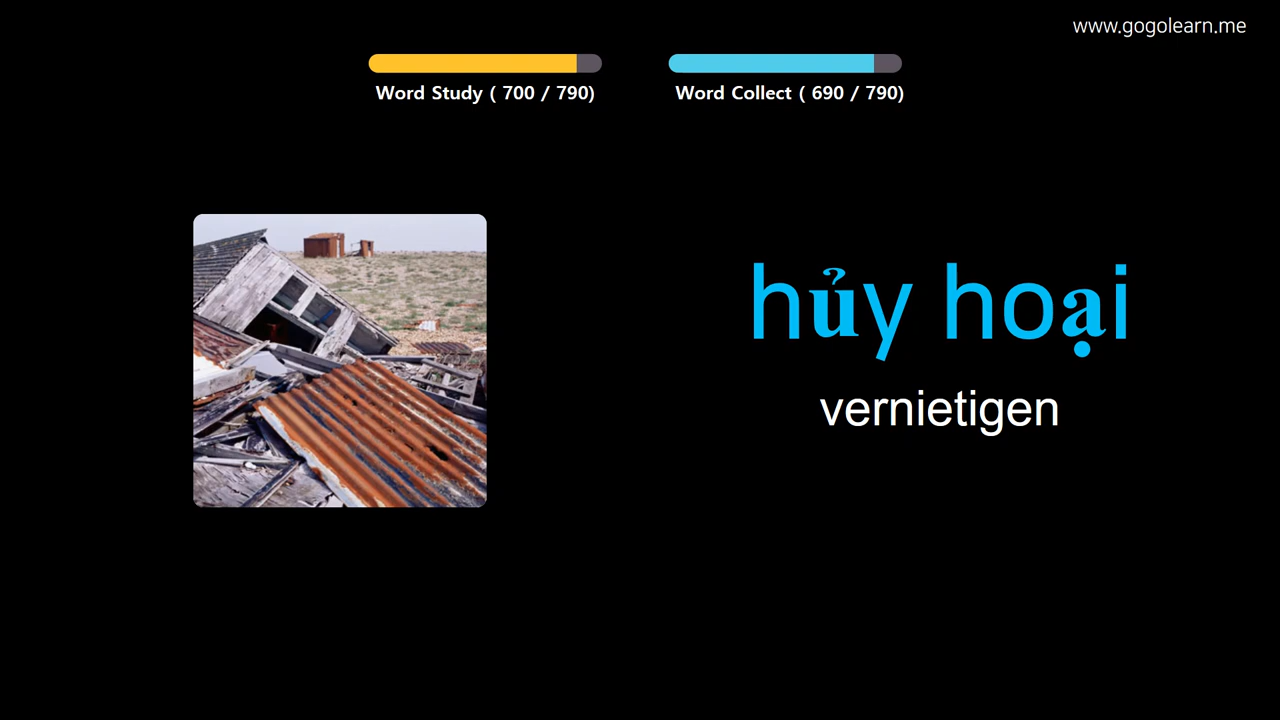 www.gogolearn.me
Word Study ( 700 / 790)
Word Collect ( 690 / 790)
hủy hoại
vernietigen